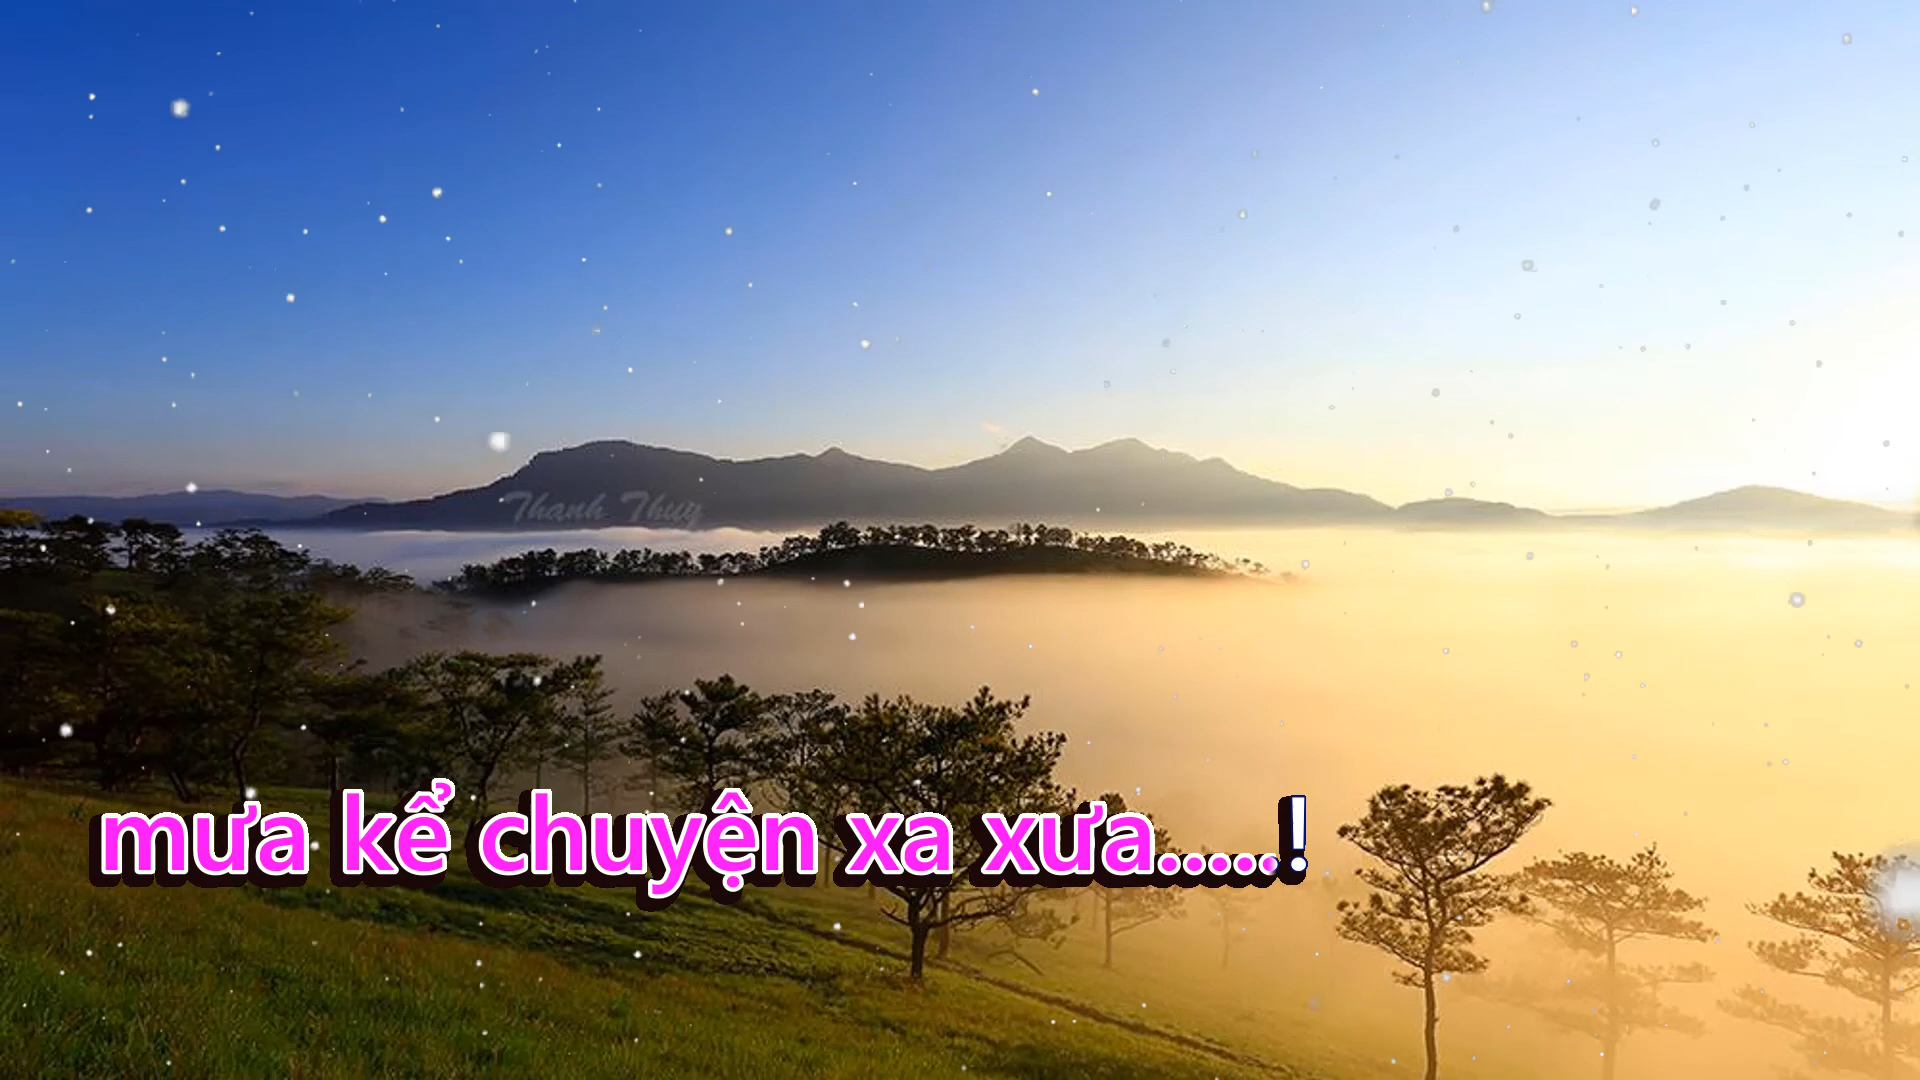 Thanh Thuy
mưa kể chuyện xa xưa.....!